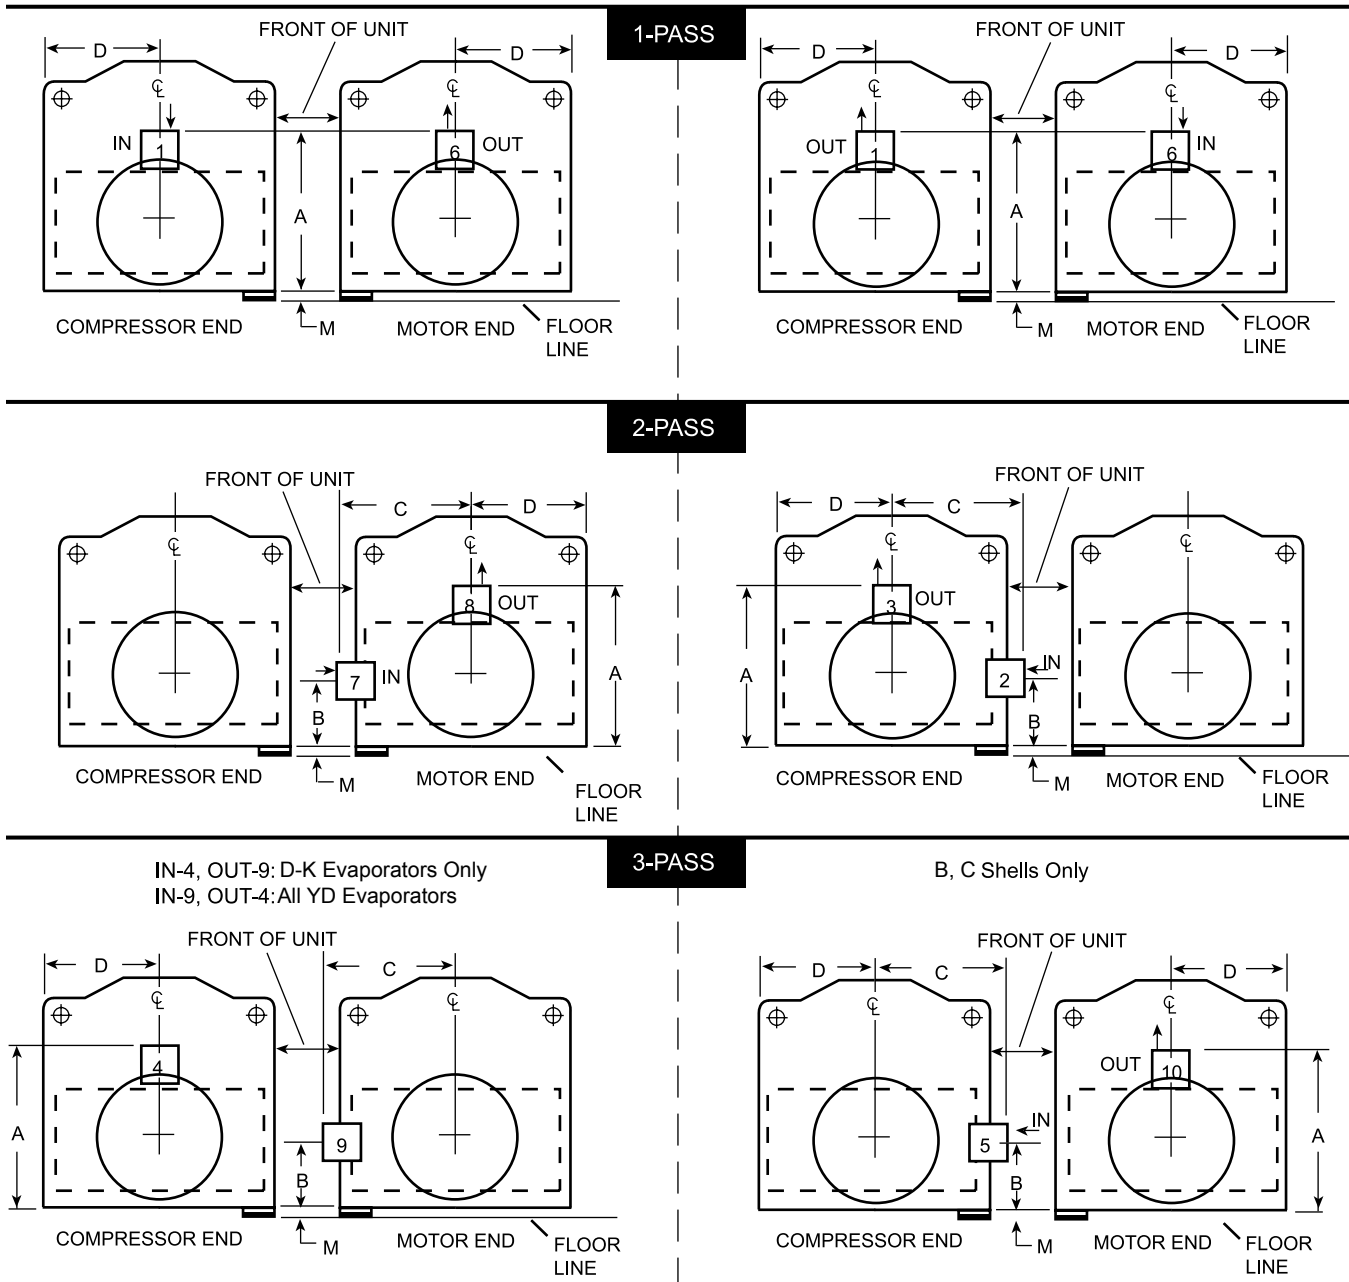 1-PASS
FRONT OF UNIT
D
D
℄
℄
IN
1
6
OUT
A
COMPRESSOR END
M
MOTOR END
FLOOR
LINE
FRONT OF UNIT
D
D
℄
℄
OUT
1
6
IN
A
COMPRESSOR END
M
MOTOR END
FLOOR
LINE
2-PASS
FRONT OF UNIT
C
D
℄
℄
8
OUT
7
IN
A
B
COMPRESSOR END
M
MOTOR END
FLOOR
LINE
FRONT OF UNIT
D
C
℄
℄
3
OUT
IN
2
A
B
COMPRESSOR END
M
MOTOR END
FLOOR
LINE
3-PASS
IN-4, OUT-9: D-K Evaporators Only
IN-9, OUT-4: All YD Evaporators
FRONT OF UNIT
D
C
℄
℄
4
A
9
B
COMPRESSOR END
M
MOTOR END
FLOOR
LINE
B, C Shells Only
FRONT OF UNIT
D
C
D
℄
℄
OUT
10
IN
5
A
B
COMPRESSOR END
M
MOTOR END
FLOOR
LINE